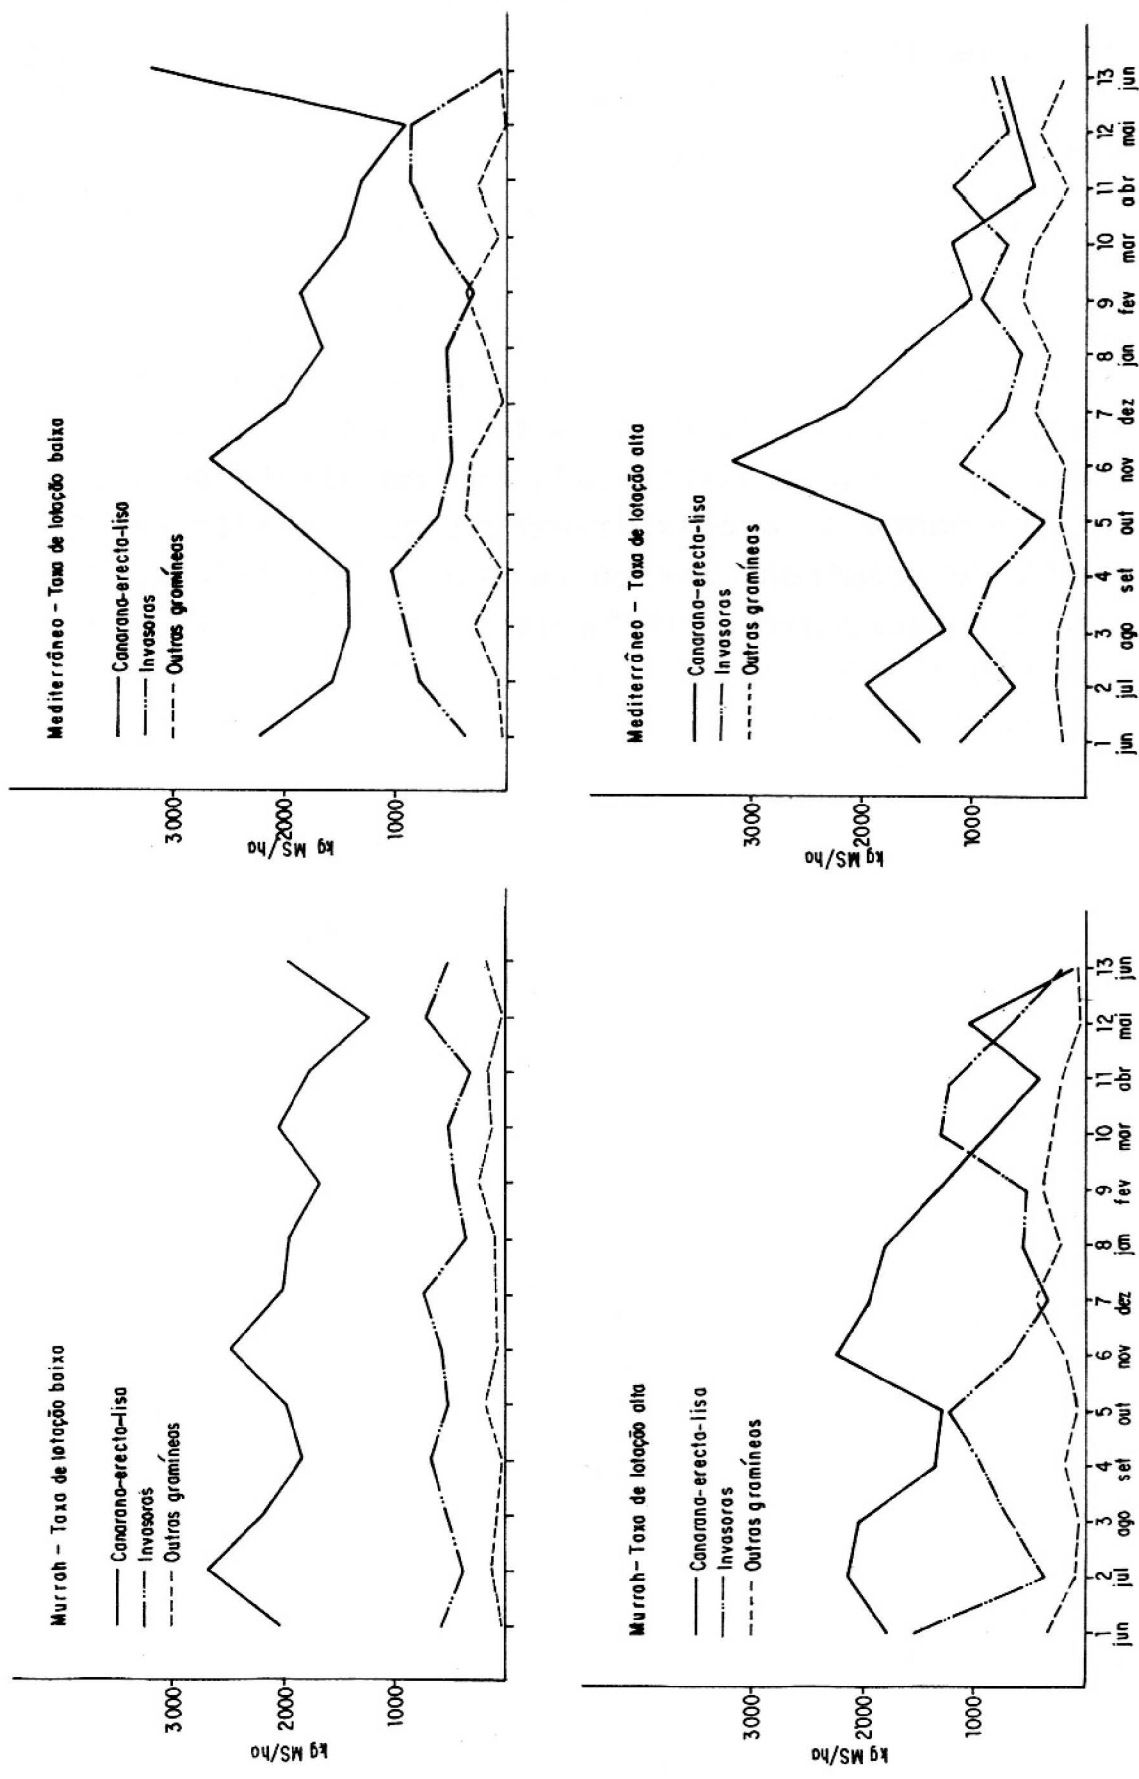 Murrah – Taxa de lotação baixa
Canarana-erecta-lisa
Invasoras
Outras gramíneas
3000
2000
1000
kg MS/ha
Mediterrâneo – Taxa de lotação baixa
Canarana-erecta-lisa
Invasoras
Outras gramíneas
3000
2000
1000
kg MS/ha
Murrah – Taxa de lotação alta
Canarana-erecta-lisa
Invasoras
Outras gramíneas
3000
2000
1000
kg MS/ha
1 2 3 4 5 6 7 8 9 10 11 12 13
jun jul ago set out nov dez jan fev mar abr mai jun
Mediterrâneo – Taxa de lotação alta
Canarana-erecta-lisa
Invasoras
Outras gramíneas
3000
2000
1000
kg MS/ha
1 2 3 4 5 6 7 8 9 10 11 12 13
jun jul ago set out nov dez jan fev mar abr mai jun